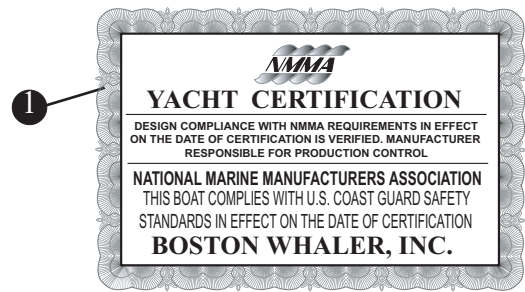 NMMA
1
YACHT CERTIFICATION
DESIGN COMPLIANCE WITH NMMA REQUIREMENTS IN EFFECT
ON THE DATE OF CERTIFICATION IS VERIFIED. MANUFACTURER
RESPONSIBLE FOR PRODUCTION CONTROL
NATIONAL MARINE MANUFACTURERS ASSOCIATION
THIS BOAT COMPLIES WITH U.S. COAST GUARD SAFETY
STANDARDS IN EFFECT ON THE DATE OF CERTIFICATION
BOSTON WHALER, INC.